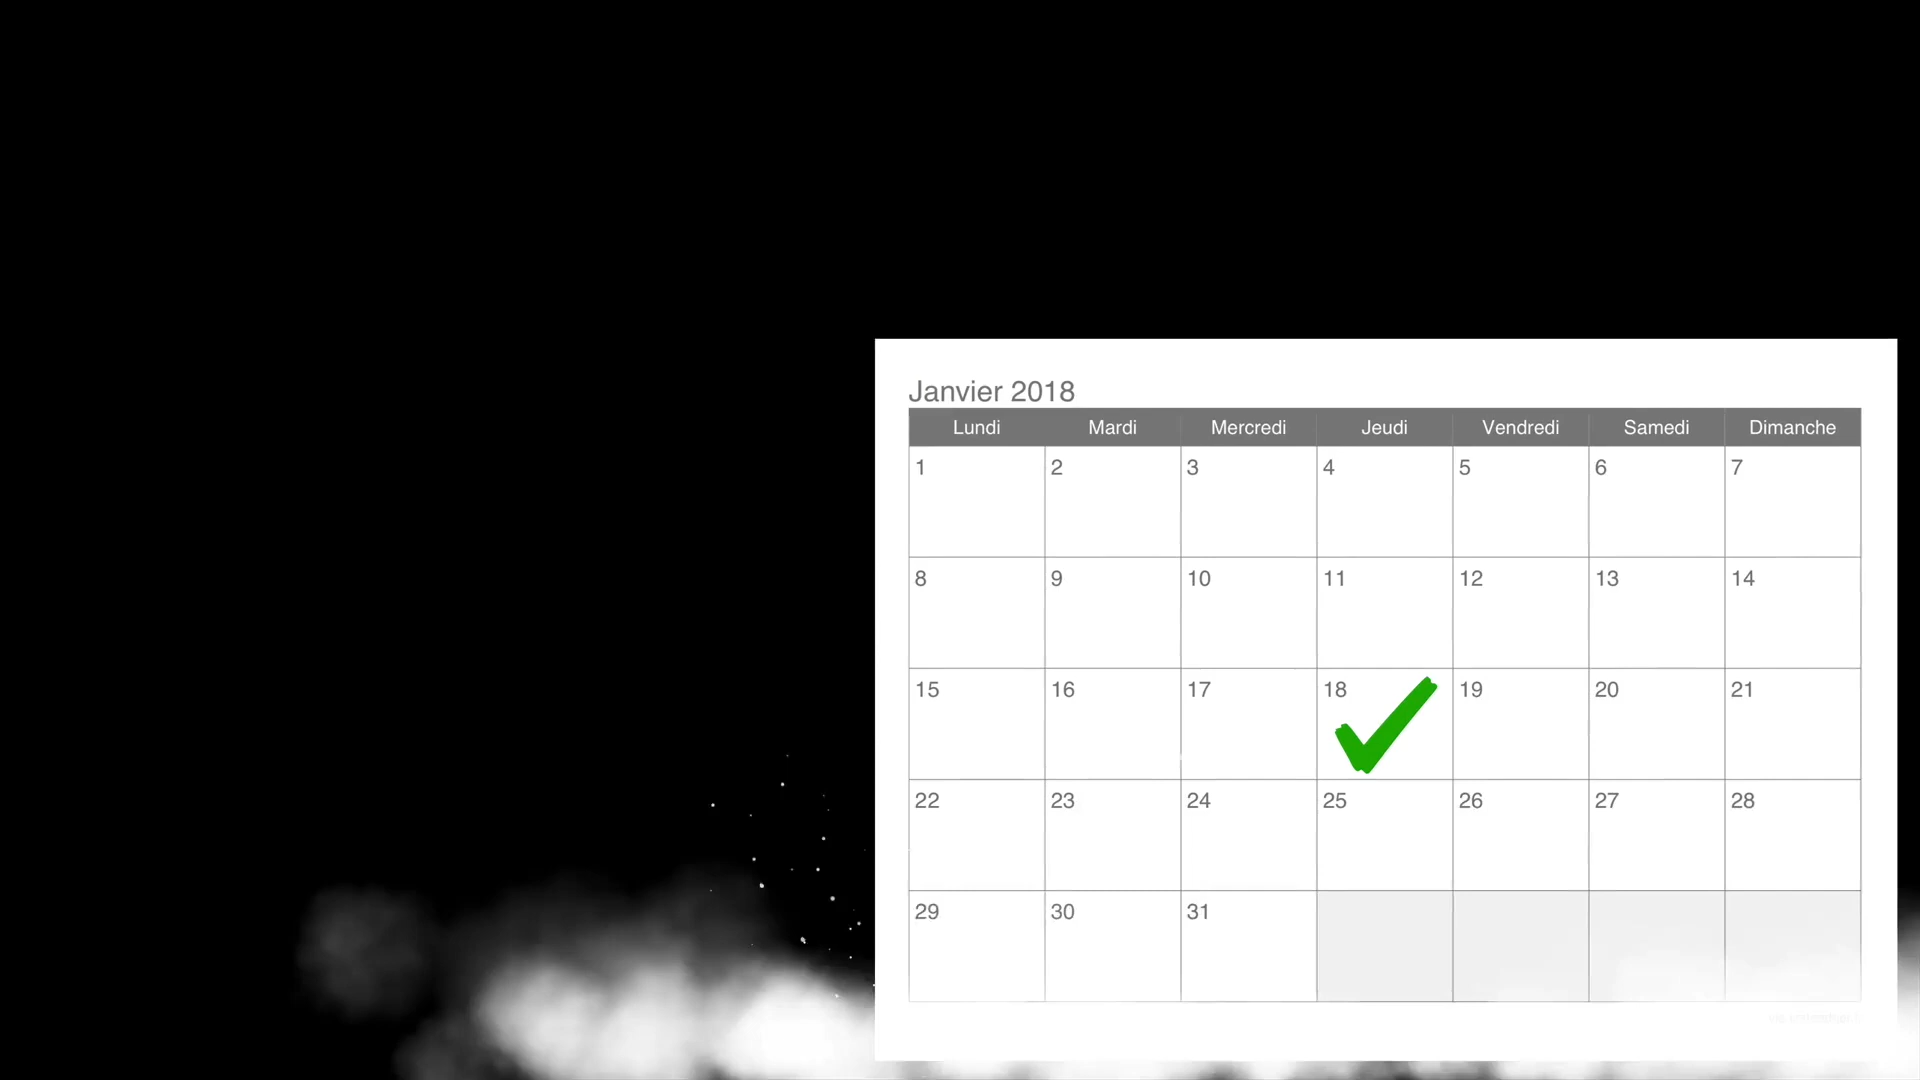 Janvier 2018
Lundi Mardi Mercredi Jeudi Vendredi Samedi Dimanche
1 2 3 4 5 6 7
8 9 10 11 12 13 14
15 16 17 18 19 20 21
22 23 24 25 26 27 28
29 30 31